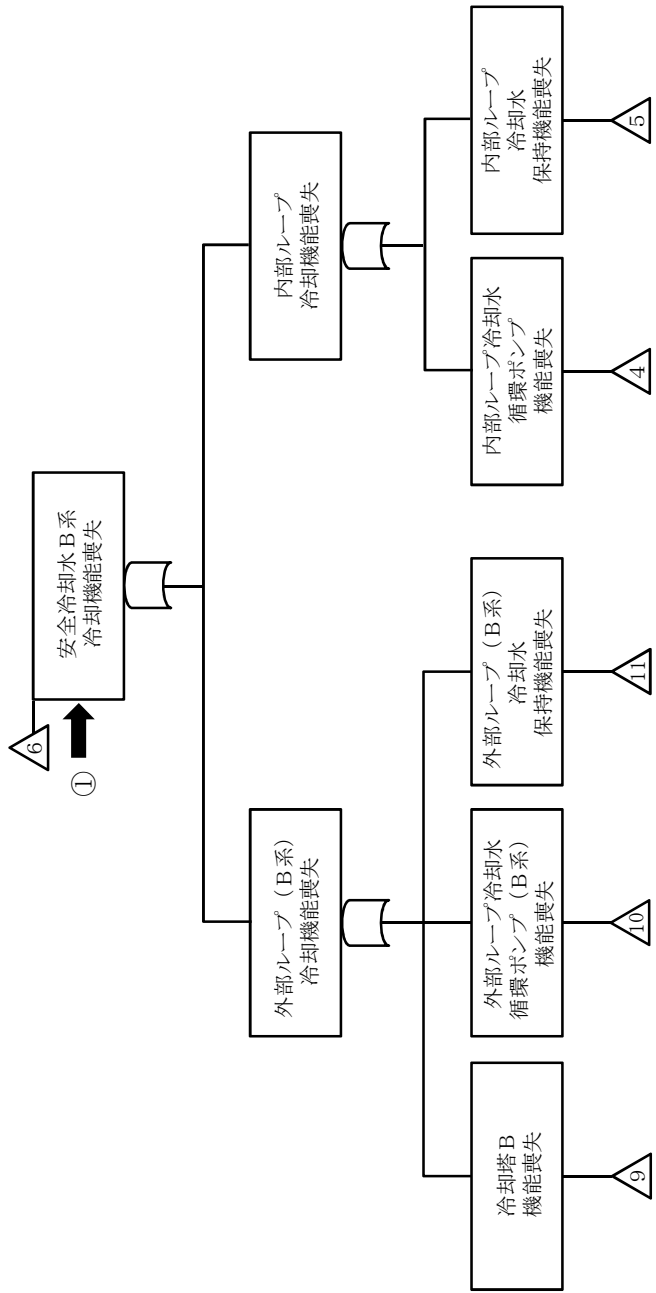 6
①
安全冷却水B系
冷却機能喪失
外部ループ(B系)
冷却機能喪失
内部ループ
冷却機能喪失
冷却塔B
機能喪失
外部ループ冷却水
循環ポンプ(B系)
機能喪失
外部ループ(B系)
冷却水
保持機能喪失
内部ループ冷却水
循環ポンプ
機能喪失
内部ループ
冷却水
保持機能喪失
9
10
11
4
5